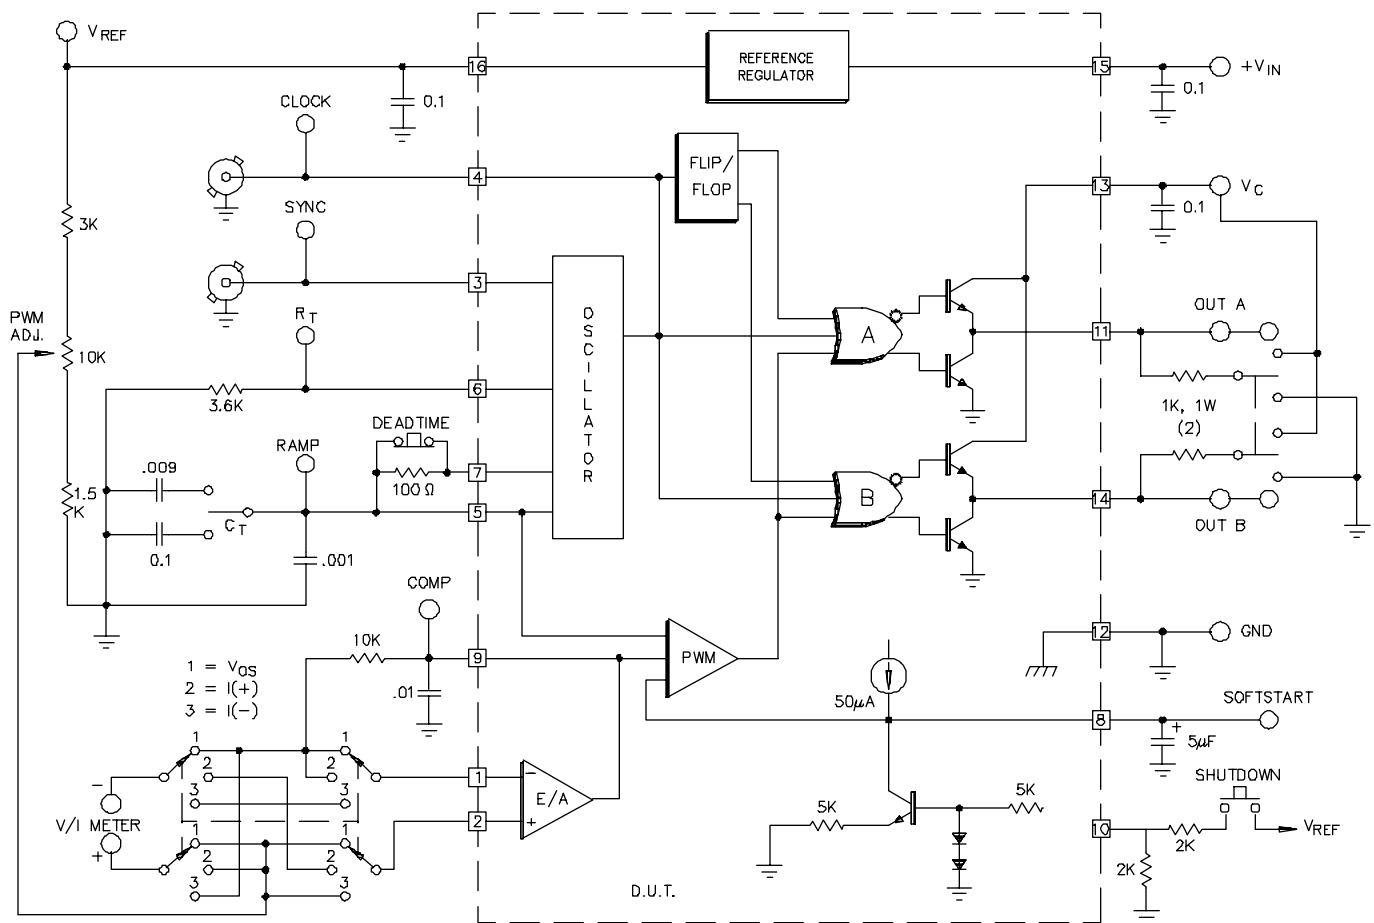 VREF
16
REFERENCE
REGULATOR
15
+VIN
0.1
0.1
CLOCK
4
FLIP/
FLOP
13
VC
0.1
SYNC
3K
3
OSCILLATOR
RT
OUT A
PWM
ADJ.
10K
A
11
6
3.6K
1K, 1W
(2)
DEADTIME
RAMP
7
100Ω
.009
1.5
K
5
B
14
CT
OUT B
0.1
.001
COMP
10K
9
PWM
12
GND
1 = VOS
2 = I(+)
3 = I(-)
.01
50µA
8
SOFTSTART
+
5µF
1
1
2
2
3
3
-
V/I METER
+
1
-
E/A
2
+
SHUTDOWN
5K
5K
10
VREF
2K
2K
1
1
2
2
3
3
D.U.T.